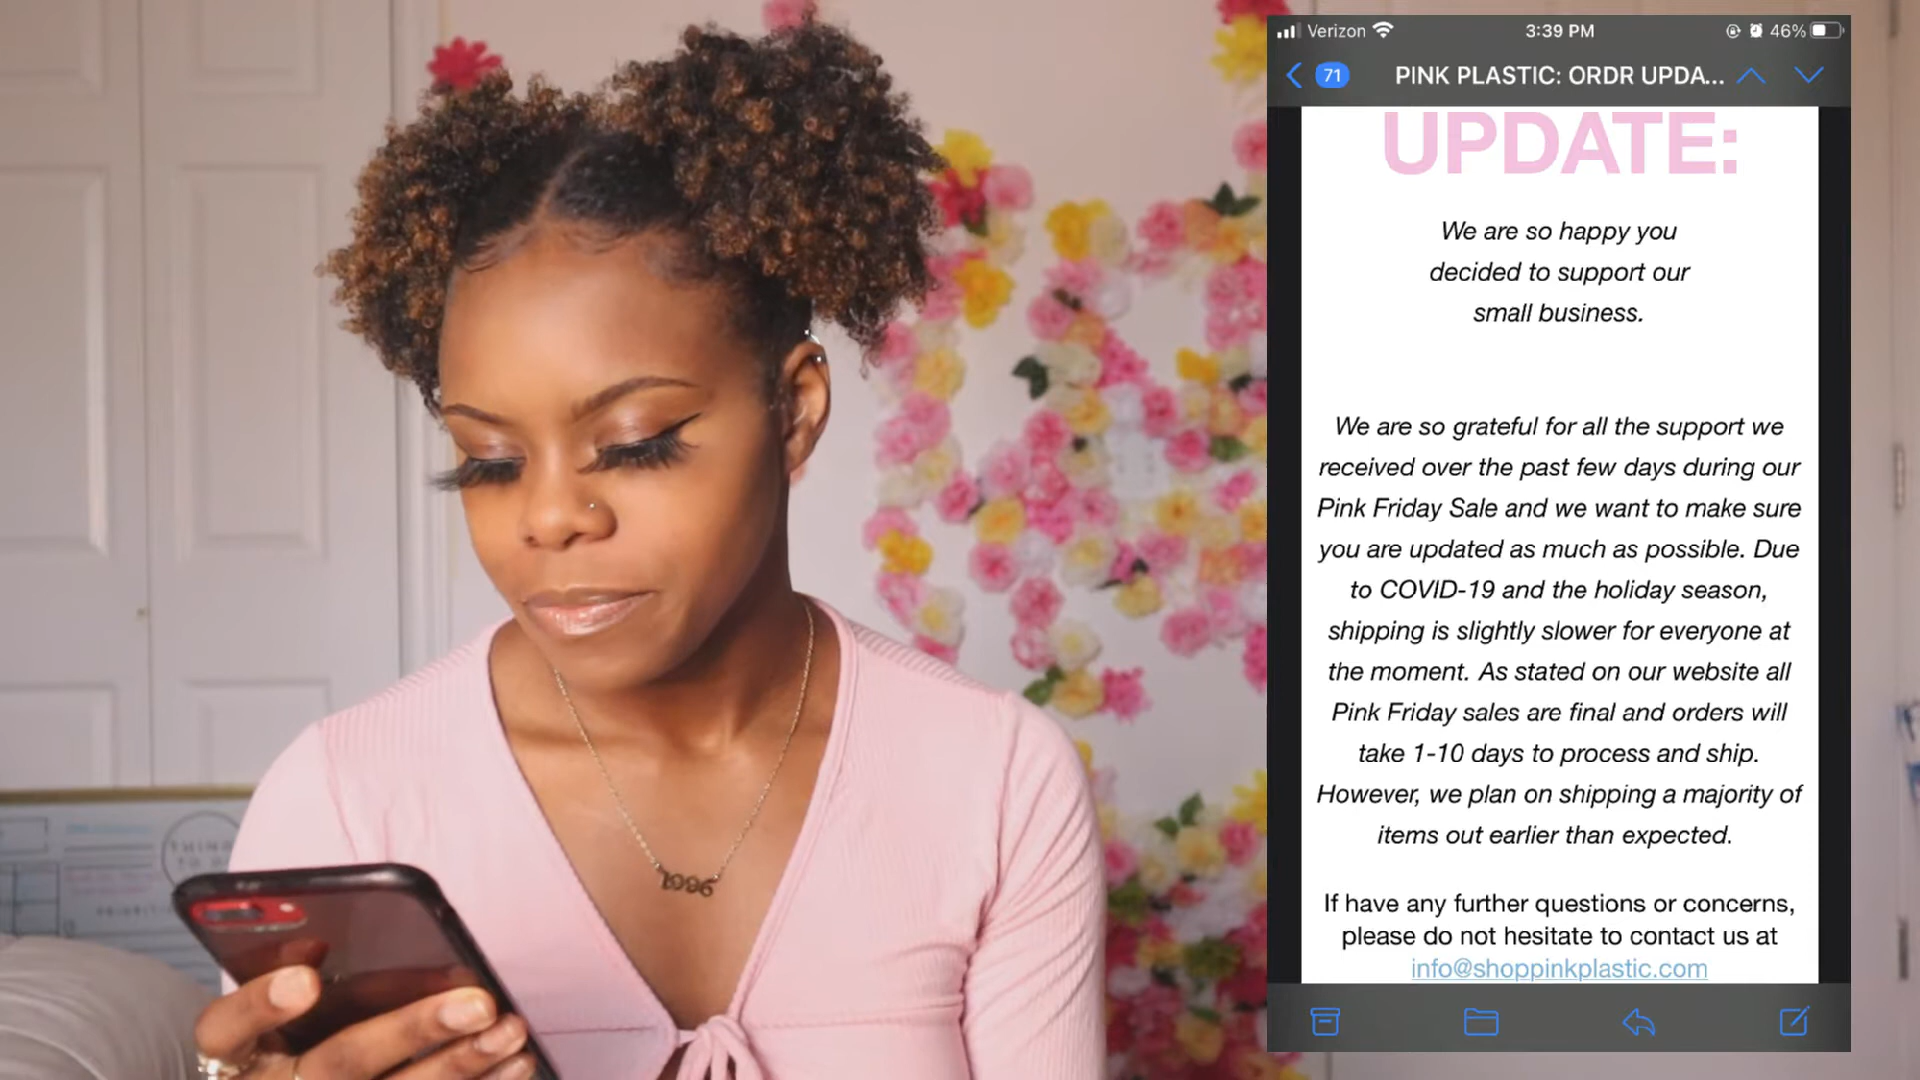 Verizon 3:39 PM 46%
71 PINK PLASTIC: ORDR UPDA...
UPDATE:
We are so happy you
decided to support our
small business.
We are so grateful for all the support we
received over the past few days during our
Pink Friday Sale and we want to make sure
you are updated as much as possible. Due
to COVID-19 and the holiday season,
shipping is slightly slower for everyone at
the moment. As stated on our website all
Pink Friday sales are final and orders will
take 1-10 days to process and ship.
However, we plan on shipping a majority of
items out earlier than expected.
If have any further questions or concerns,
please do not hesitate to contact us at
info@shoppinkplastic.com
1996